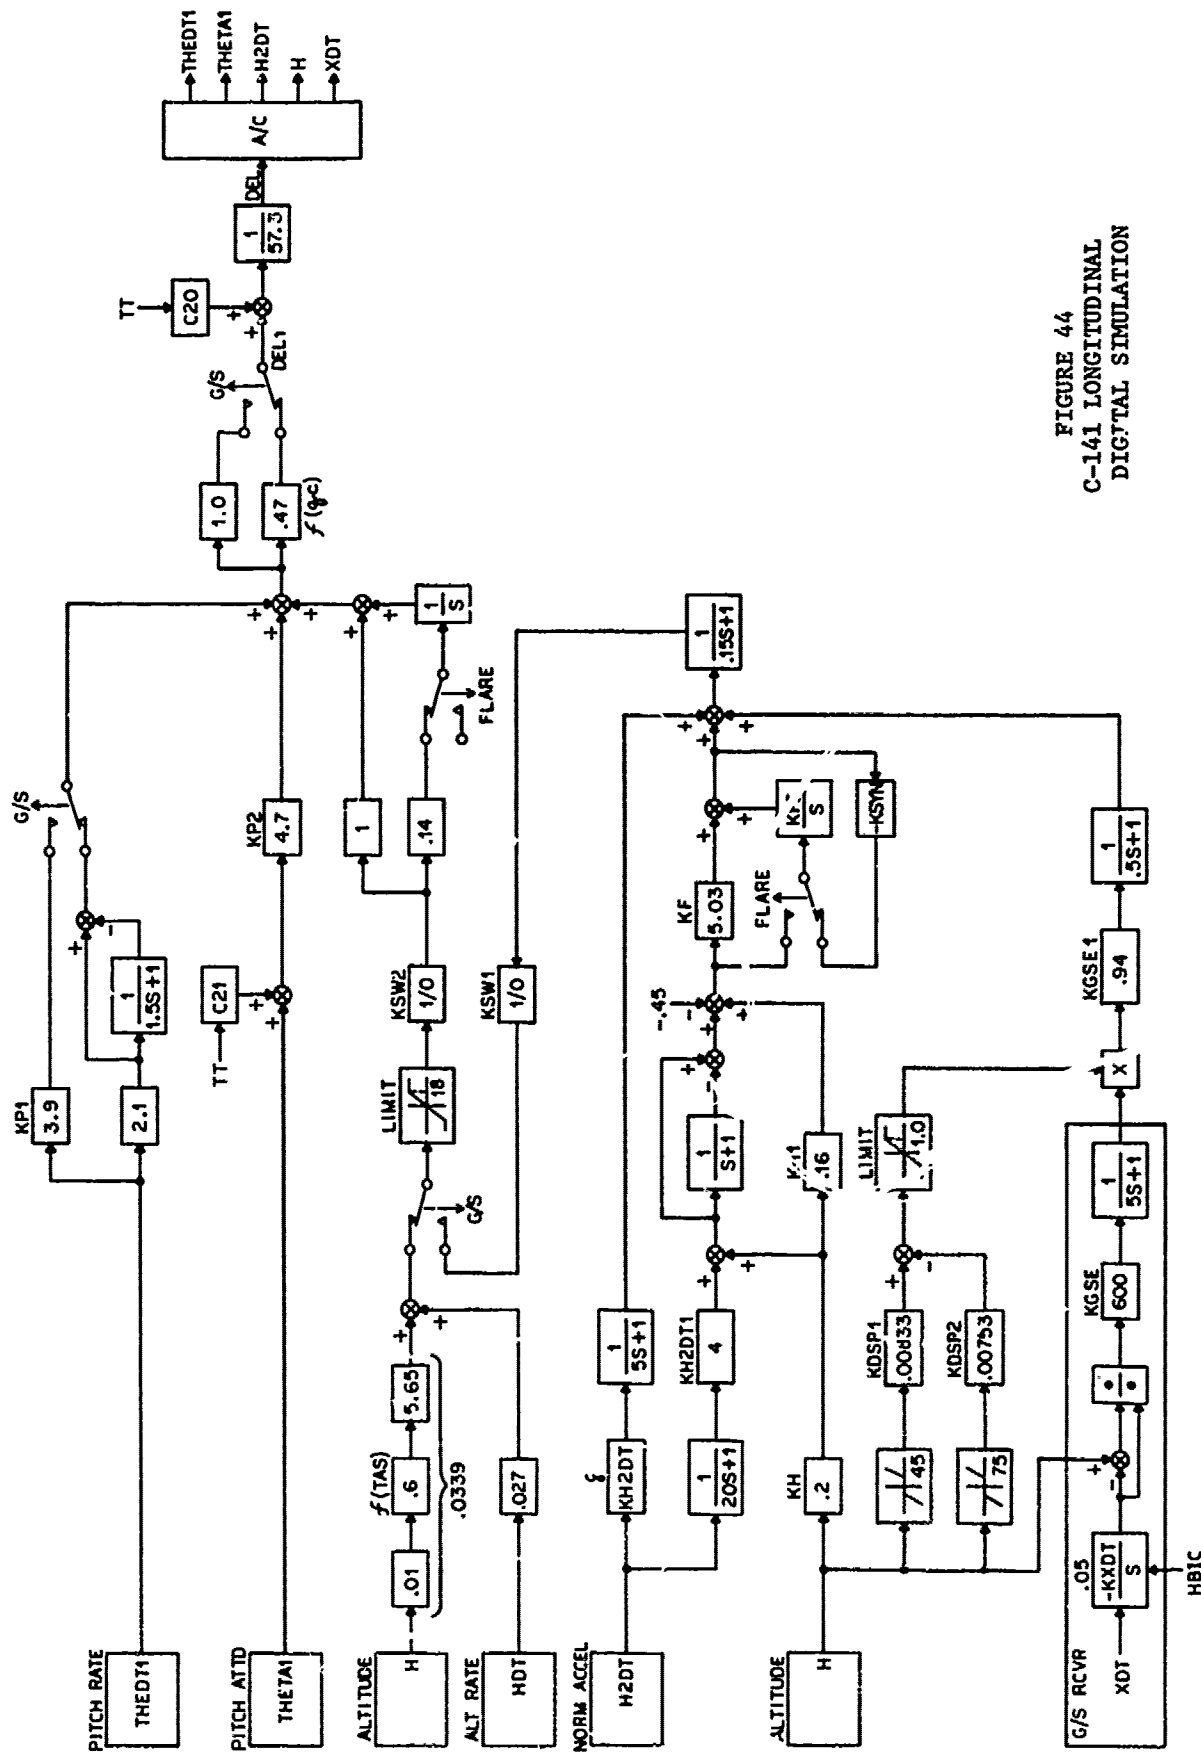 PITCH RATE
THEDT1
KP1
3.9
2.1
1
1.5S+1
+
-
G/S
PITCH ATTD
THETA1
TT
C21
+
+
KP2
4.7
+
+
+
1.0
.47
f(qc)
G/S
DEL1
TT
C20
+
+
1
57.3
DEL
A/C
THEDT1
THETA1
H2DT
H
XDT
ALTITUDE
H
.01
f(TAS)
.6
5.65
.0339
+
+
G/S
LIMIT
18
KSW2
1/0
1
.14
FLARE
1
S
+
+
ALT RATE
HDT
.027
KSW1
1/0
NORM ACCEL
H2DT
KH2DT
1
5S+1
1
20S+1
KH2DT1
4
+
+
1
S+1
+
-
-.45
-
+
+
KF
5.03
FLARE
S
KSYN
+
+
+
+
1
.15S+1
ALTITUDE
H
KH
.2
.16
45
75
KDSP1
.00833
KDSP2
.00753
+
-
LIMIT
1.0
G/S RCVR
XDT
.05
-KXDT
S
HBIC
+
-
KGSE
600
1
5S+1
X
KGSE1
.94
1
.5S+1
FIGURE 44
C-141 LONGITUDINAL
DIGITAL SIMULATION